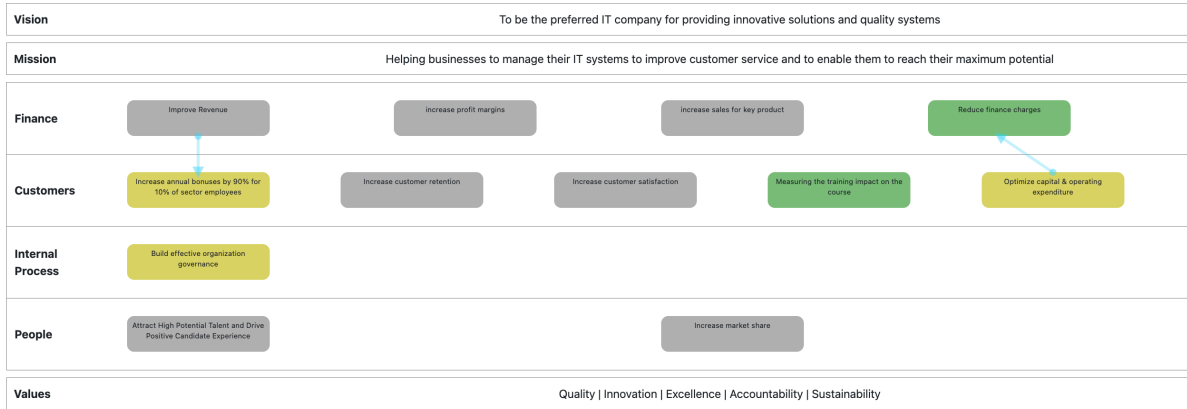 Vision
To be the preferred IT company for providing innovative solutions and quality systems
Mission
Helping businesses to manage their IT systems to improve customer service and to enable them to reach their maximum potential
Finance
Improve Revenue
increase profit margins
increase sales for key product
Reduce finance charges
Customers
Increase annual bonuses by 90% for
10% of sector employees
Increase customer retention
Increase customer satisfaction
Measuring the training impact on the
course
Optimize capital & operating
expenditure
Internal
Process
Build effective organization
governance
People
Attract High Potential Talent and Drive
Positive Candidate Experience
Increase market share
Values
Quality | Innovation | Excellence | Accountability | Sustainability